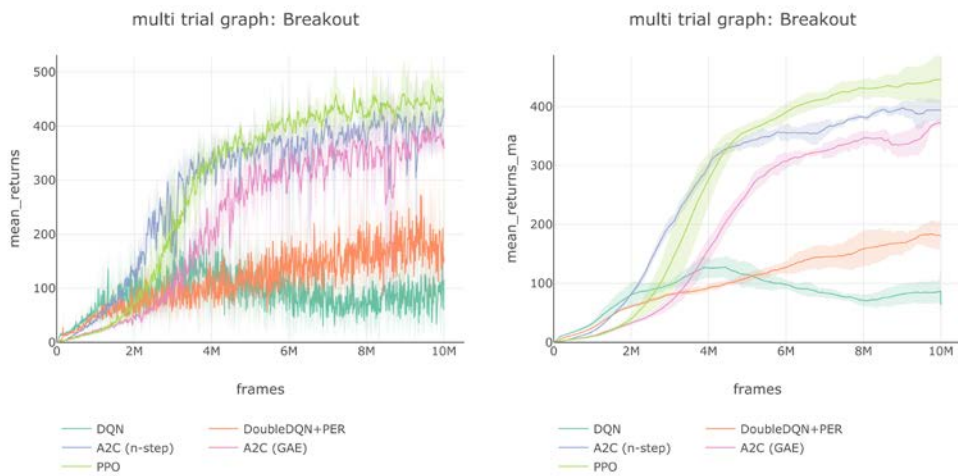 multi trial graph: Breakout
500
400
300
200
100
0
mean_returns
0
2M
4M
6M
8M
10M
frames
DQN
DoubleDQN+PER
A2C (n-step)
A2C (GAE)
PPO
multi trial graph: Breakout
400
300
200
100
0
mean_returns_ma
0
2M
4M
6M
8M
10M
frames
DQN
DoubleDQN+PER
A2C (n-step)
A2C (GAE)
PPO